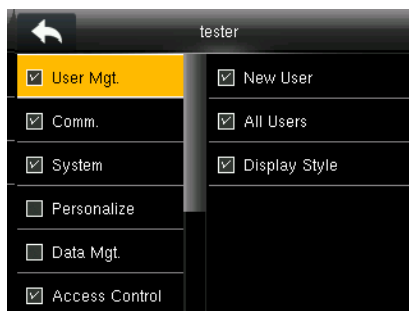 tester
User Mgt.
Comm.
System
Personalize
Data Mgt.
Access Control
New User
All Users
Display Style